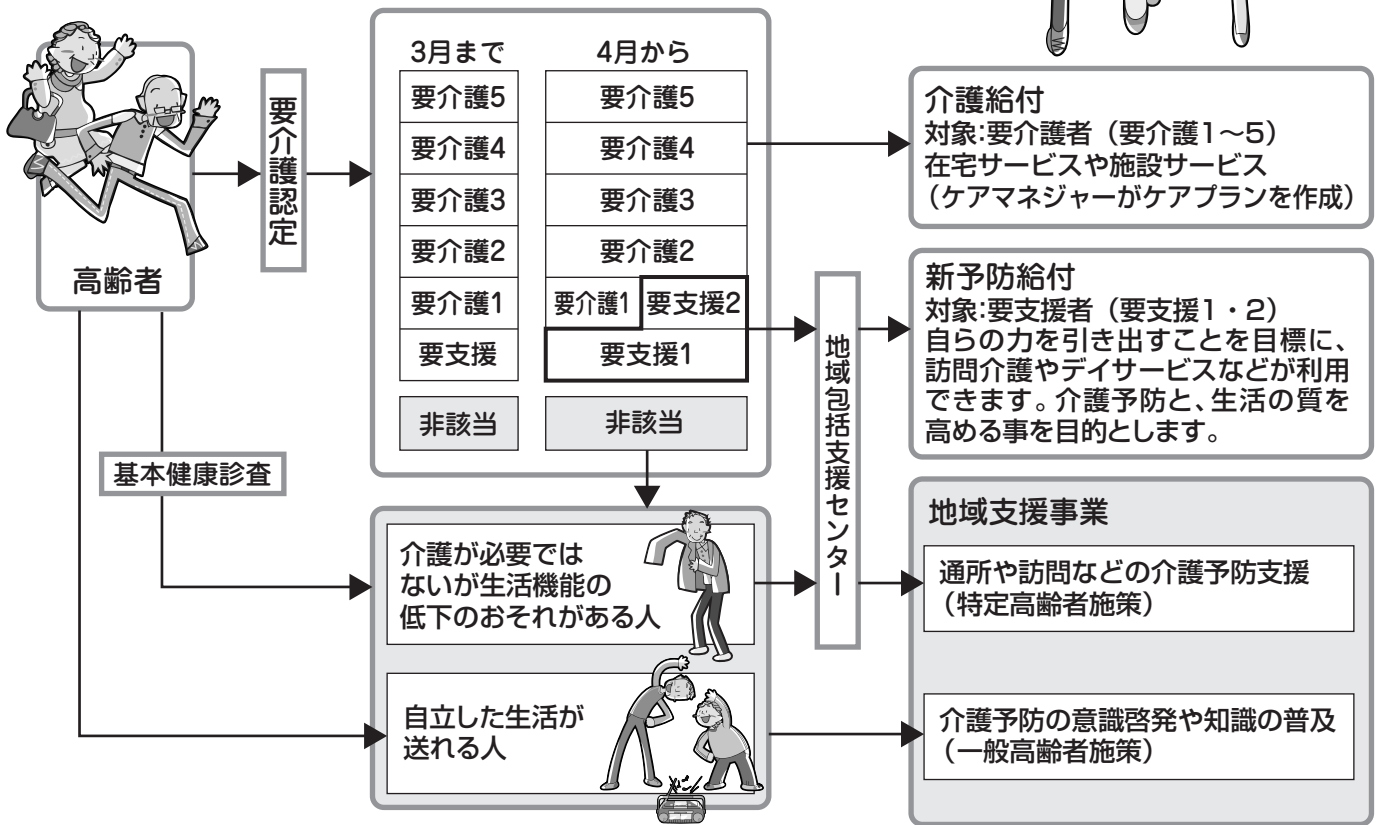 高齢者
要介護認定
基本健康診査
3月まで
要介護5
要介護4
要介護3
要介護2
要介護1
要支援
非該当
4月から
要介護5
要介護4
要介護3
要介護2
要介護1
要支援2
要支援1
非該当
介護が必要では
ないが生活機能の
低下のおそれがある人
自立した生活が
送れる人
地域包括支援センター
介護給付
対象:要介護者（要介護1～5）
在宅サービスや施設サービス
（ケアマネジャーがケアプランを作成）
新予防給付
対象:要支援者（要支援1・2）
自らの力を引き出すことを目標に、
訪問介護やデイサービスなどが利用
できます。介護予防と、生活の質を
高める事を目的とします。
地域支援事業
通所や訪問などの介護予防支援
（特定高齢者施策）
介護予防の意識啓発や知識の普及
（一般高齢者施策）